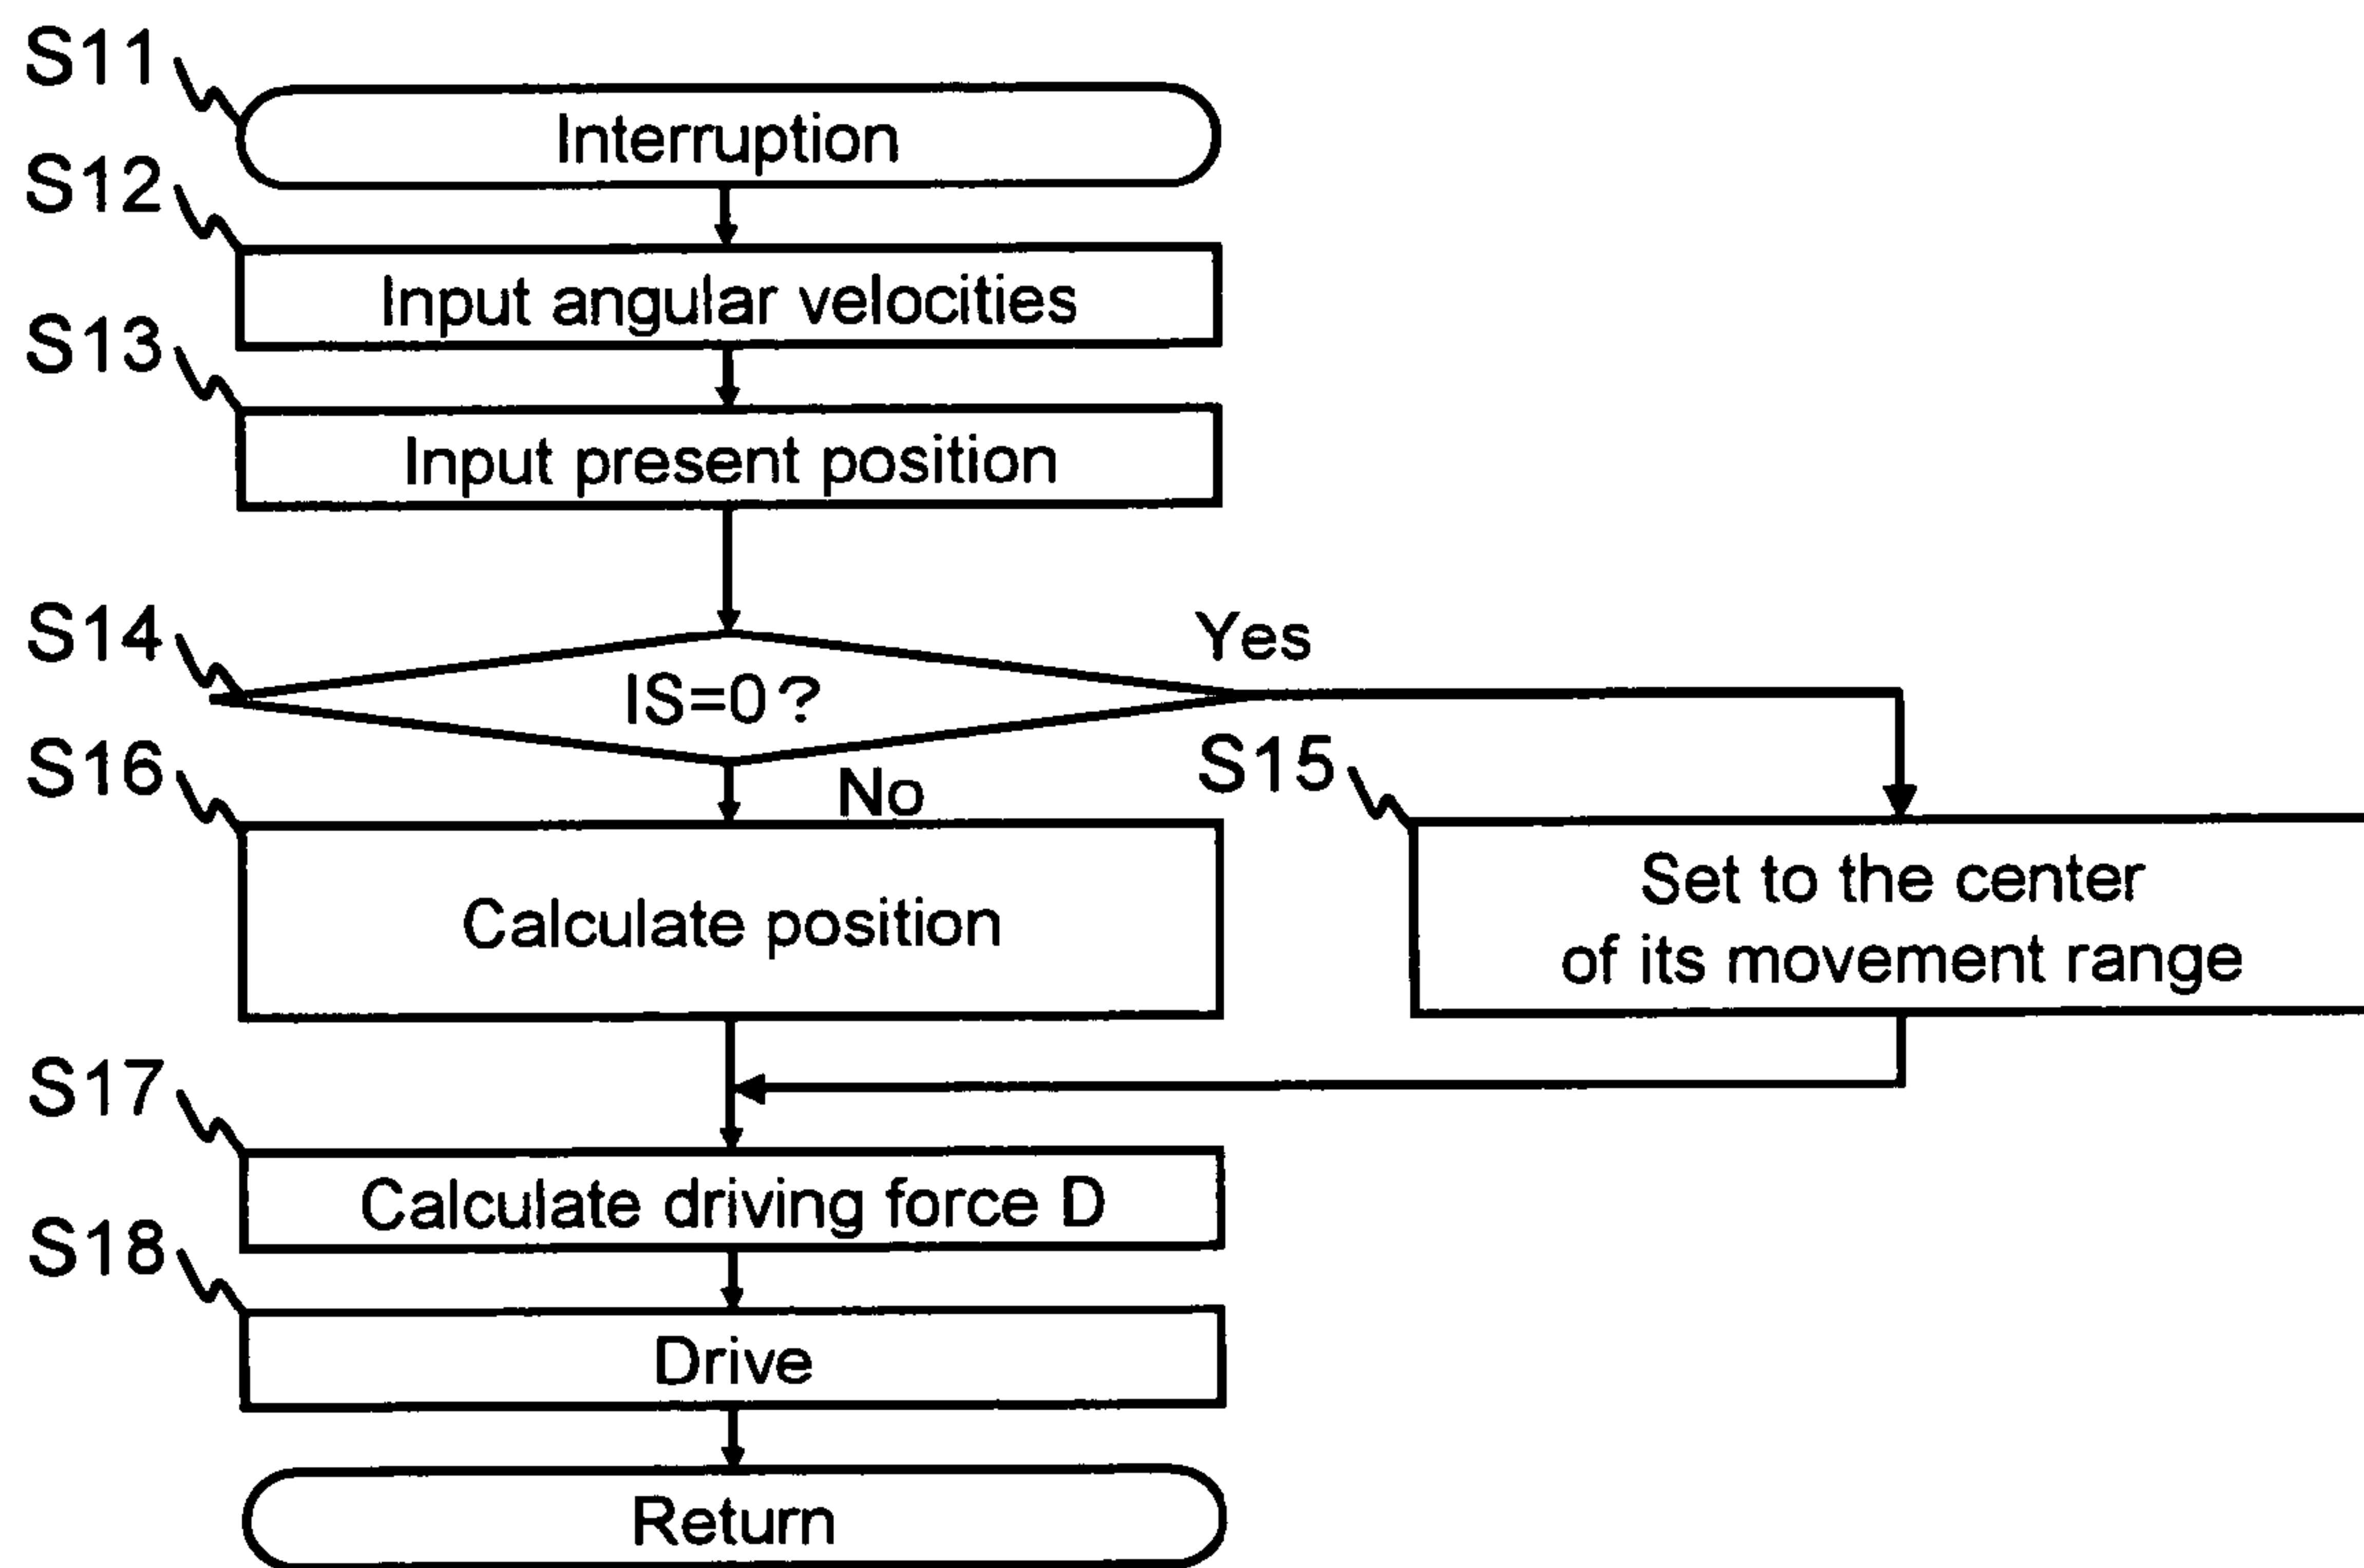 S11
Interruption
S12
Input angular velocities
S13
Input present position
S14
IS=0?
Yes
No
S16
Calculate position
S15
Set to the center
of its movement range
S17
Calculate driving force D
S18
Drive
Return